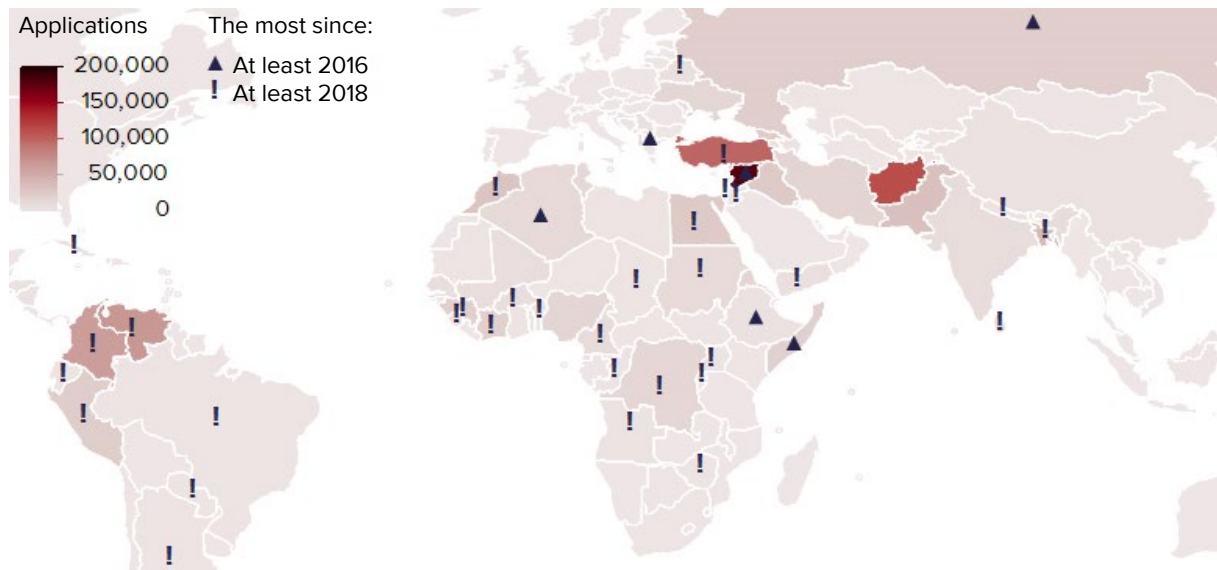 Applications
200,000
150,000
100,000
50,000
0
The most since:
▲ At least 2016
! At least 2018